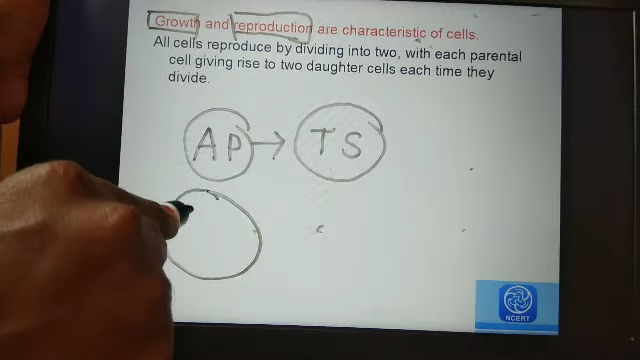 Growth and reproduction are characteristic of cells.
All cells reproduce by dividing into two, with each parental
cell giving rise to two daughter cells each time they
divide.
AP → TS
c
NCERT